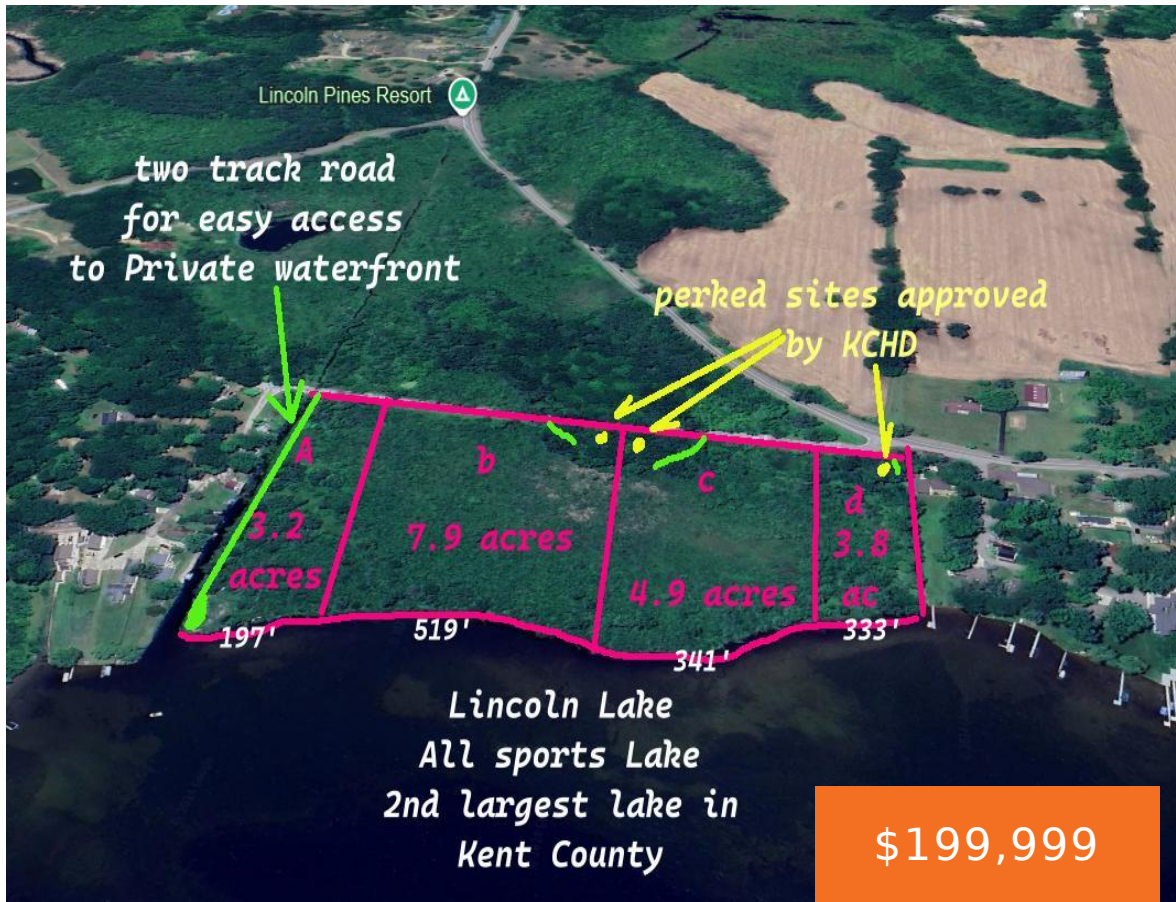 Lincoln Pines Resort
two track road
for easy access
to Private waterfront
perked sites approved
by KCHD
A
3.2
acres
b
7.9 acres
c
4.9 acres
d
3.8
ac
197'
519'
341'
333'
Lincoln Lake
All sports Lake
2nd largest lake in
Kent County
$199,999